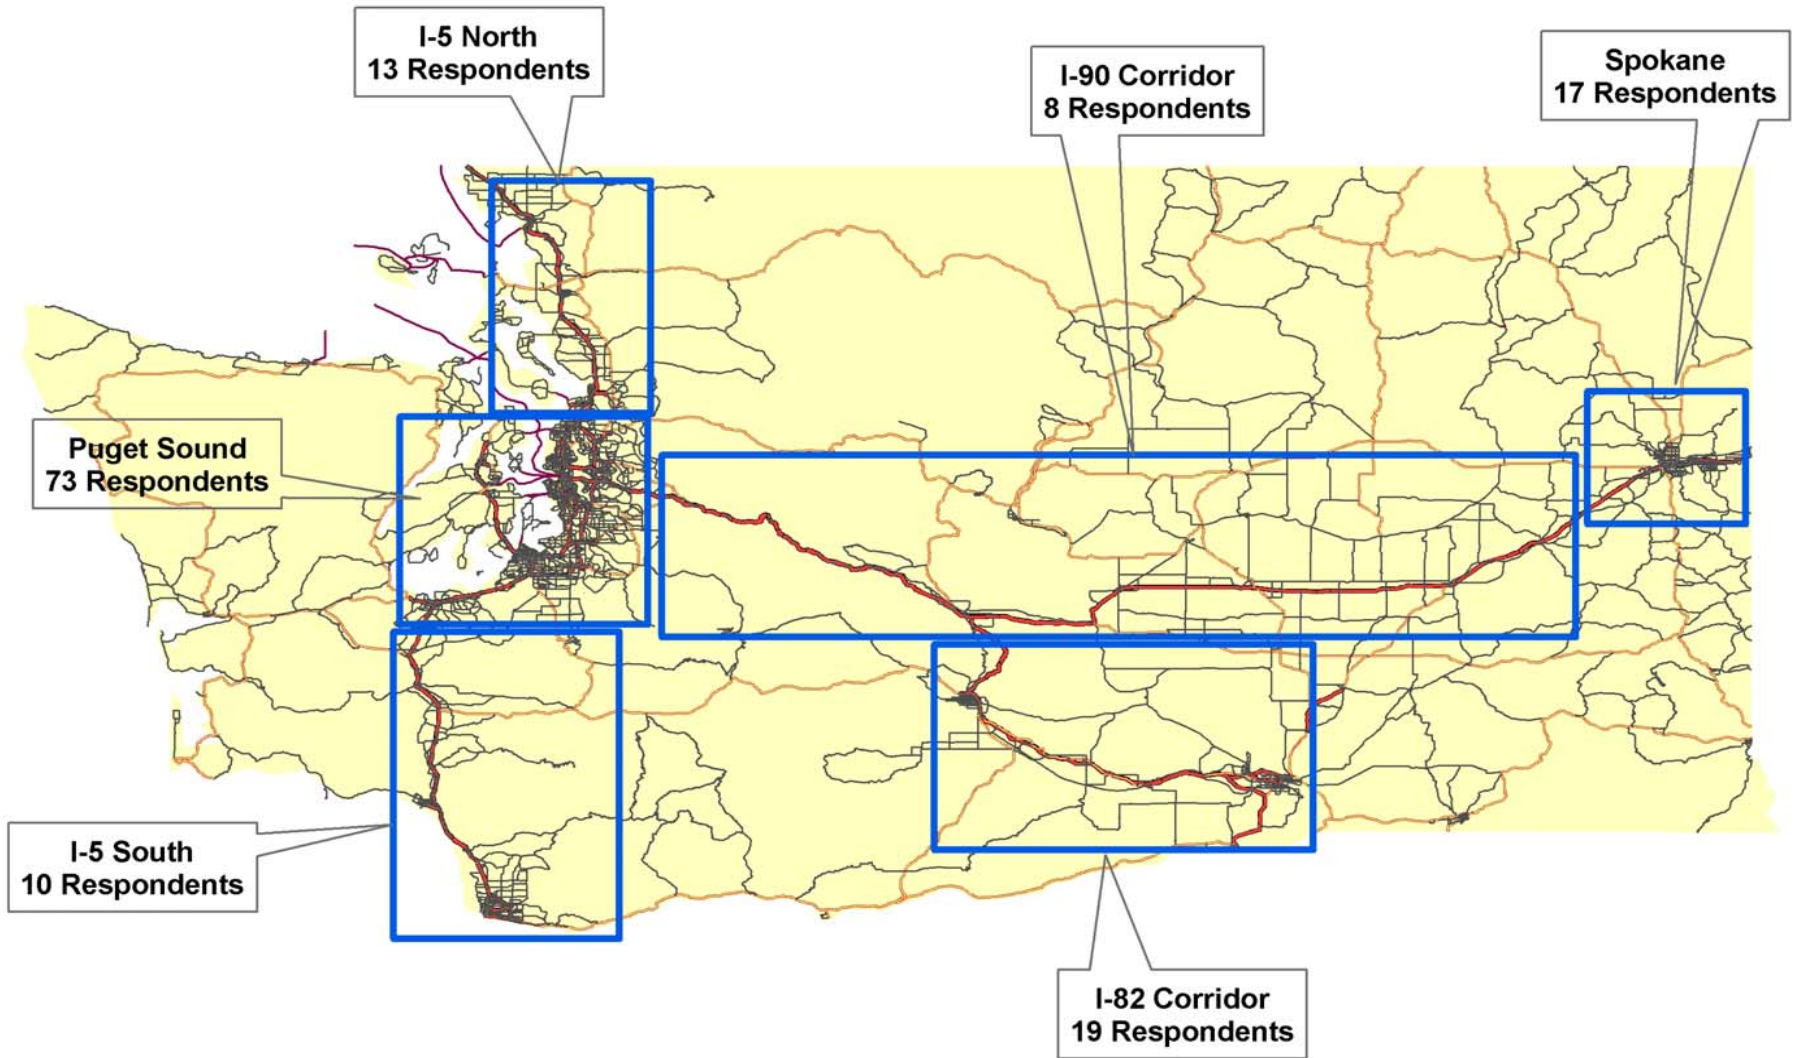 I-5 North
13 Respondents
I-90 Corridor
8 Respondents
Spokane
17 Respondents
Puget Sound
73 Respondents
I-5 South
10 Respondents
I-82 Corridor
19 Respondents